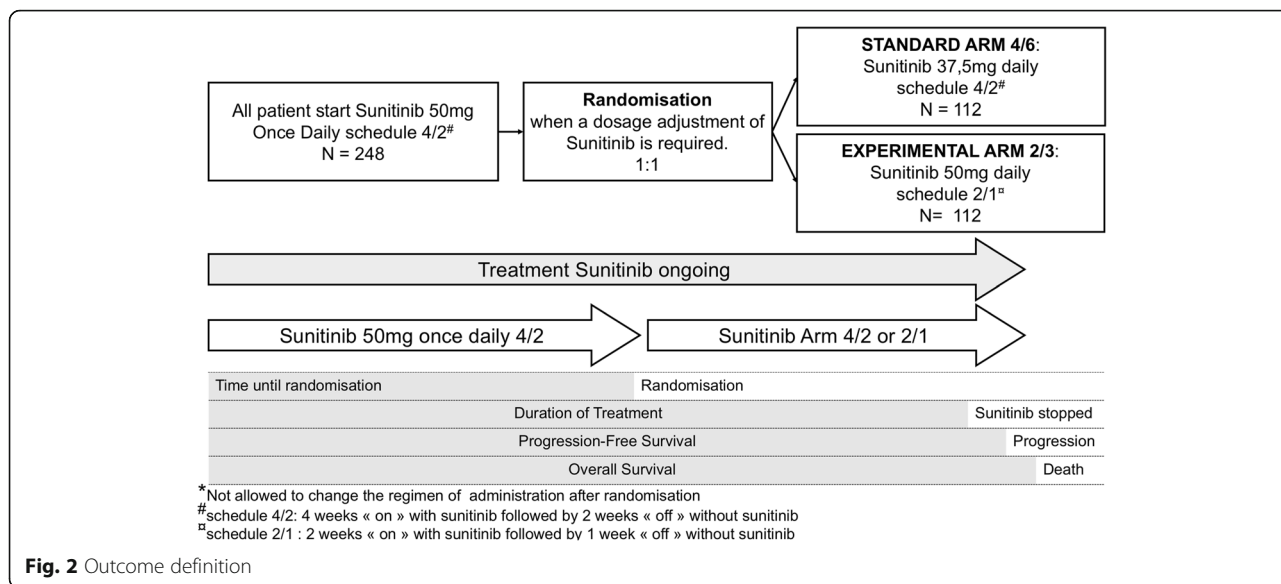 All patient start Sunitinib 50mg
Once Daily schedule 4/2#
N = 248
Randomisation
when a dosage adjustment of
Sunitinib is required.
1:1
STANDARD ARM 4/6:
Sunitinib 37,5mg daily
schedule 4/2#
N = 112
EXPERIMENTAL ARM 2/3:
Sunitinib 50mg daily
schedule 2/1¤
N= 112
Treatment Sunitinib ongoing
Sunitinib 50mg once daily 4/2
Sunitinib Arm 4/2 or 2/1
Time until randomisation
Randomisation
Duration of Treatment
Sunitinib stopped
Progression-Free Survival
Progression
Overall Survival
Death
*Not allowed to change the regimen of administration after randomisation
#schedule 4/2: 4 weeks « on » with sunitinib followed by 2 weeks « off » without sunitinib
¤schedule 2/1 : 2 weeks « on » with sunitinib followed by 1 week « off » without sunitinib
Fig. 2 Outcome definition